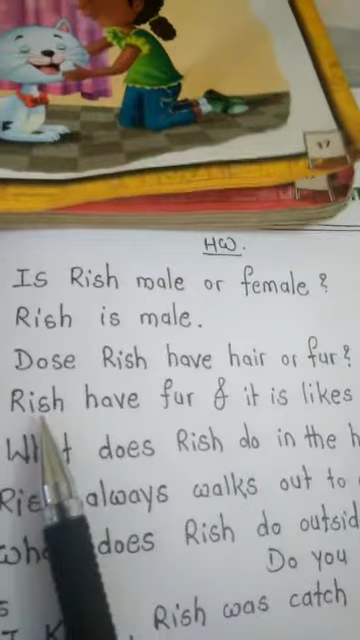 17
HW.
Is Rish male or female?
Rish is male.
Dose Rish have hair or fur?
Rish have fur & it is likes
does Rish do in the h
always walks out to
does Rish do outsid
Do you
Rish was catch